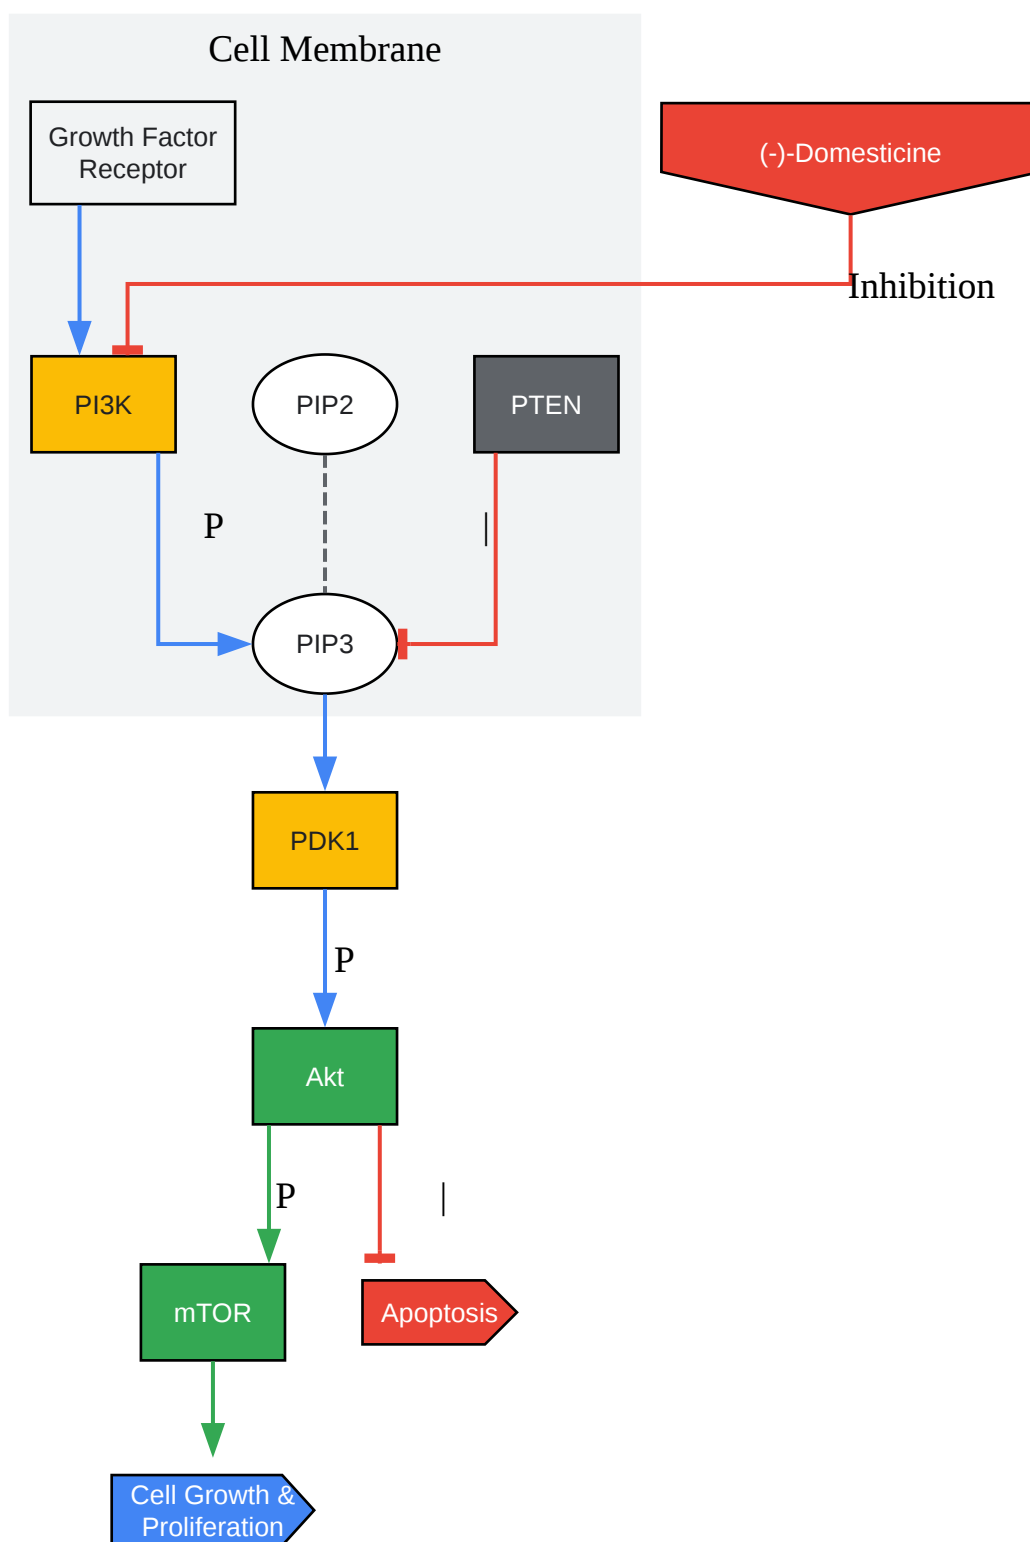 Cell Membrane
Growth Factor
Receptor
(-)-Domesticine
Inhibition
PI3K
PIP2
PTEN
P
|
PIP3
PDK1
P
Akt
P
|
mTOR
Apoptosis
Cell Growth &
Proliferation